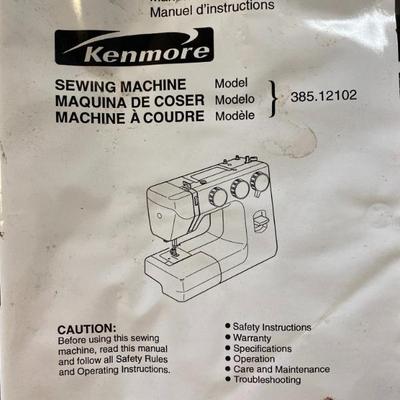 Manuel d'instructions
Kenmore
SEWING MACHINE Model
MAQUINA DE COSER Modelo
MACHINE À COUDRE Modèle
385.12102
CAUTION:
Before using this sewing
machine, read this manual
and follow all Safety Rules
and Operating Instructions.
• Safety Instructions
• Warranty
• Specifications
• Operation
• Care and Maintenance
• Troubleshooting